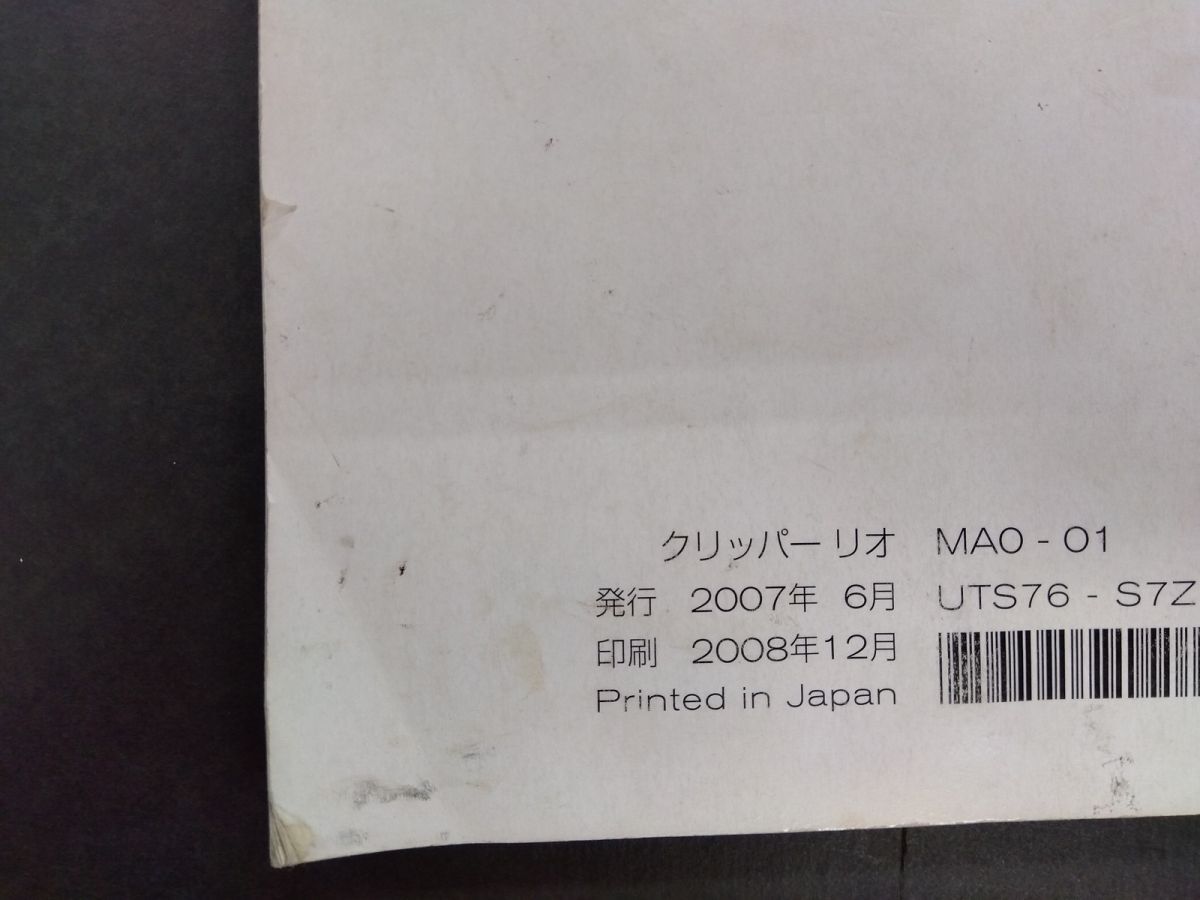 クリッパー リオ MA0 - 01
発行 2007年 6月 UTS76 - S7Z
印刷 2008年12月
Printed in Japan